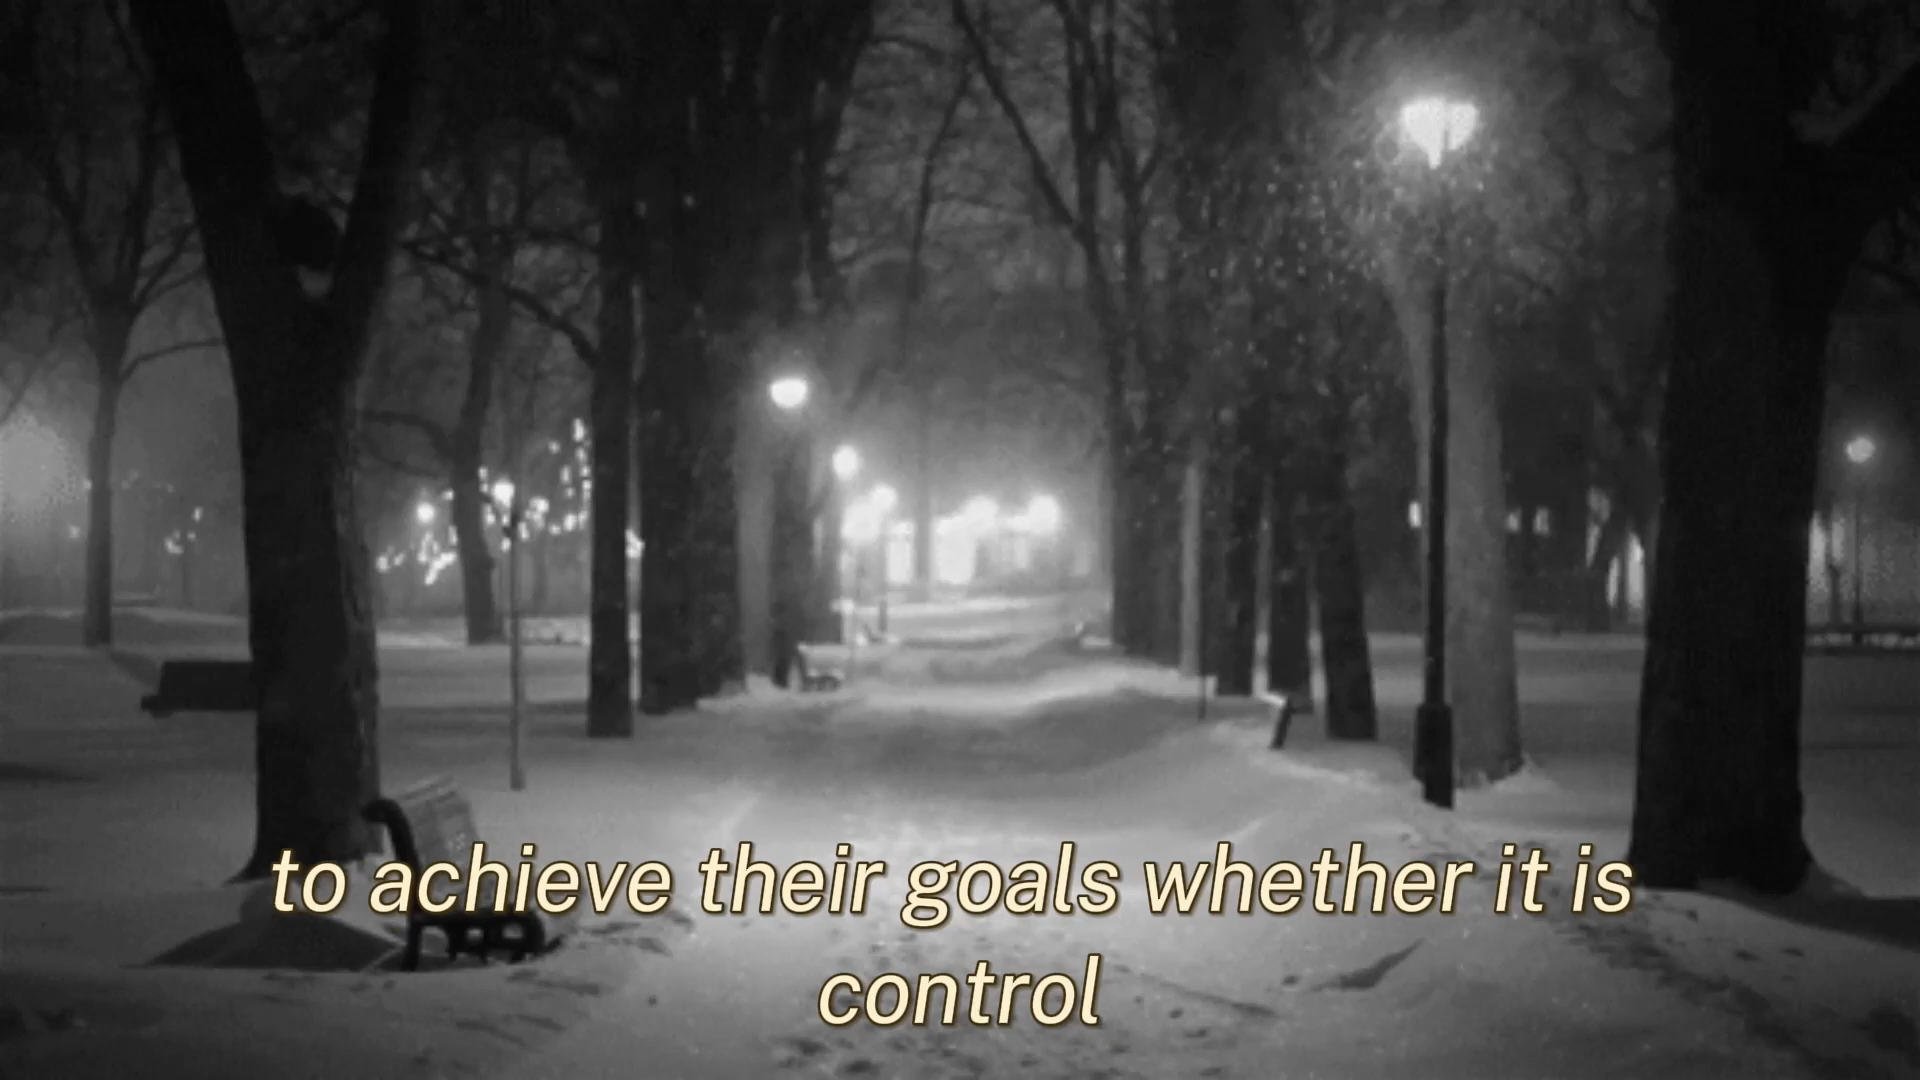 to achieve their goals whether it is
control